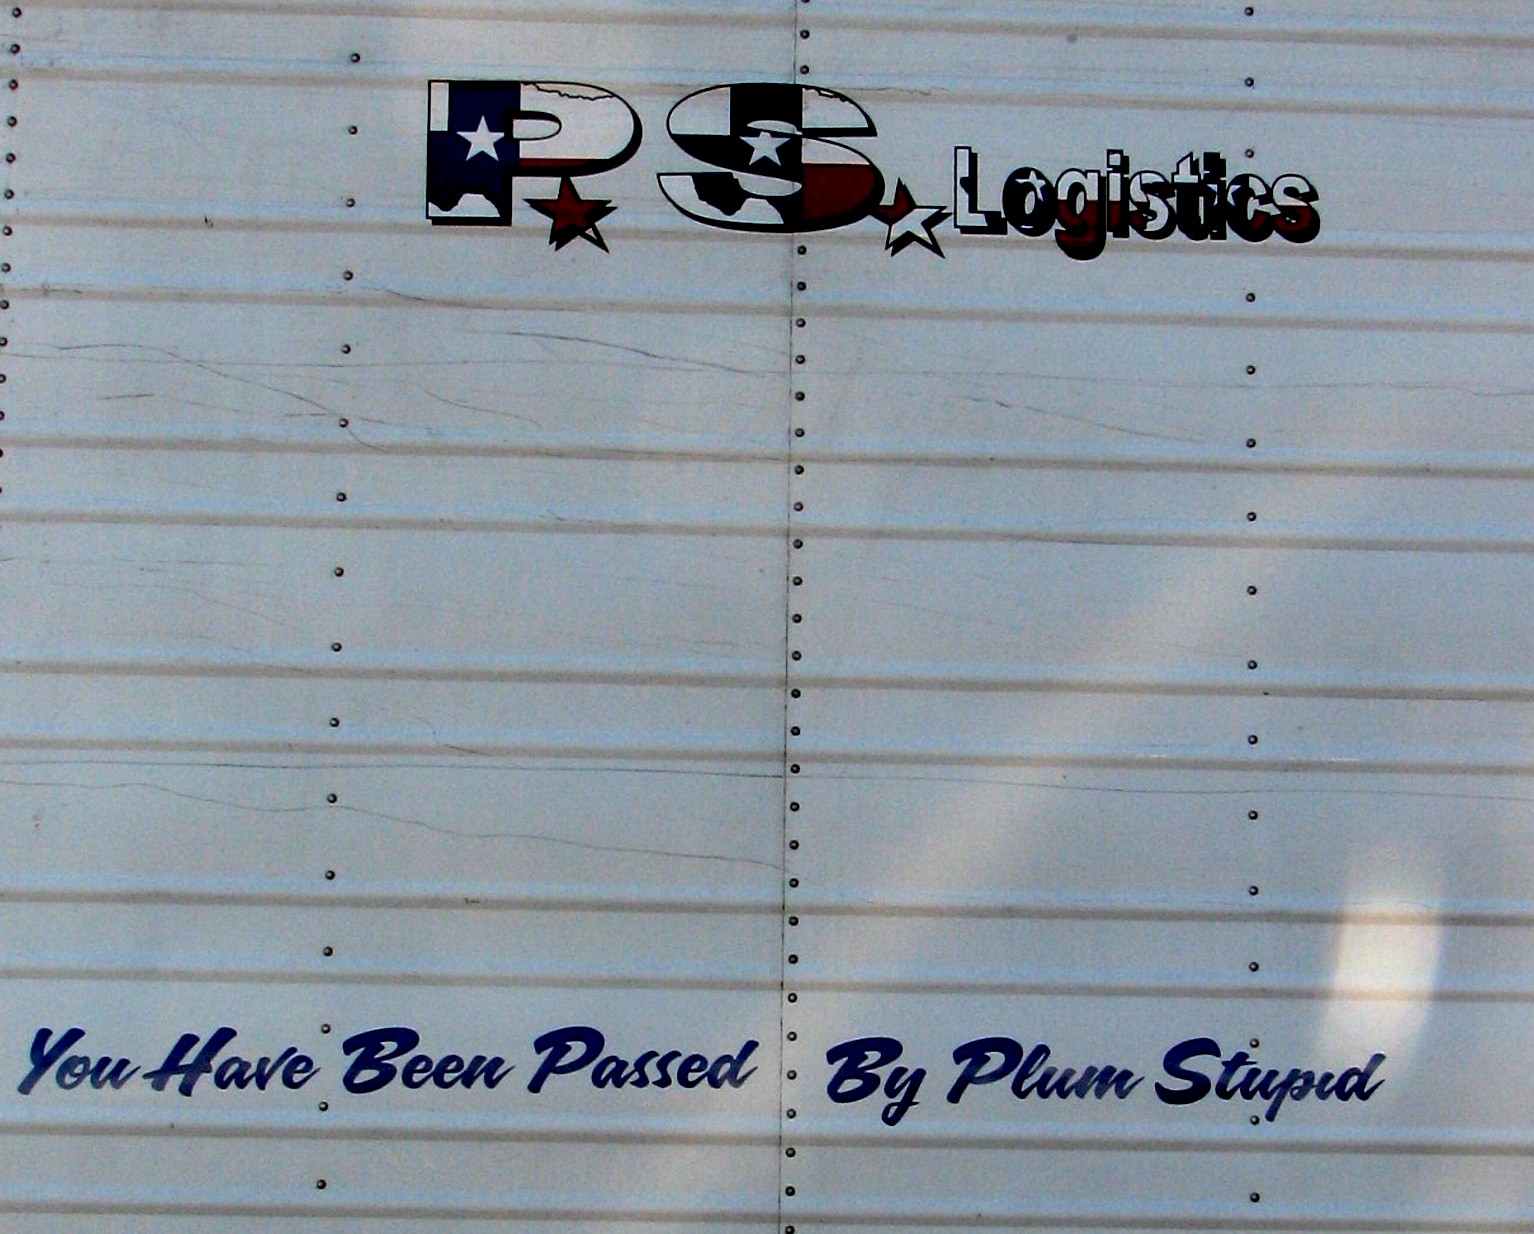 P.S. Logistics
You Have Been Passed By Plum Stupid